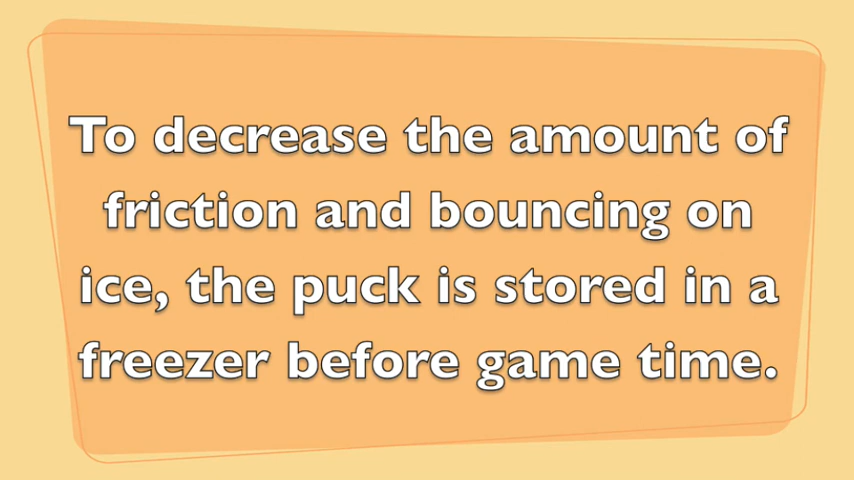 To decrease the amount of
friction and bouncing on
ice, the puck is stored in a
freezer before game time.